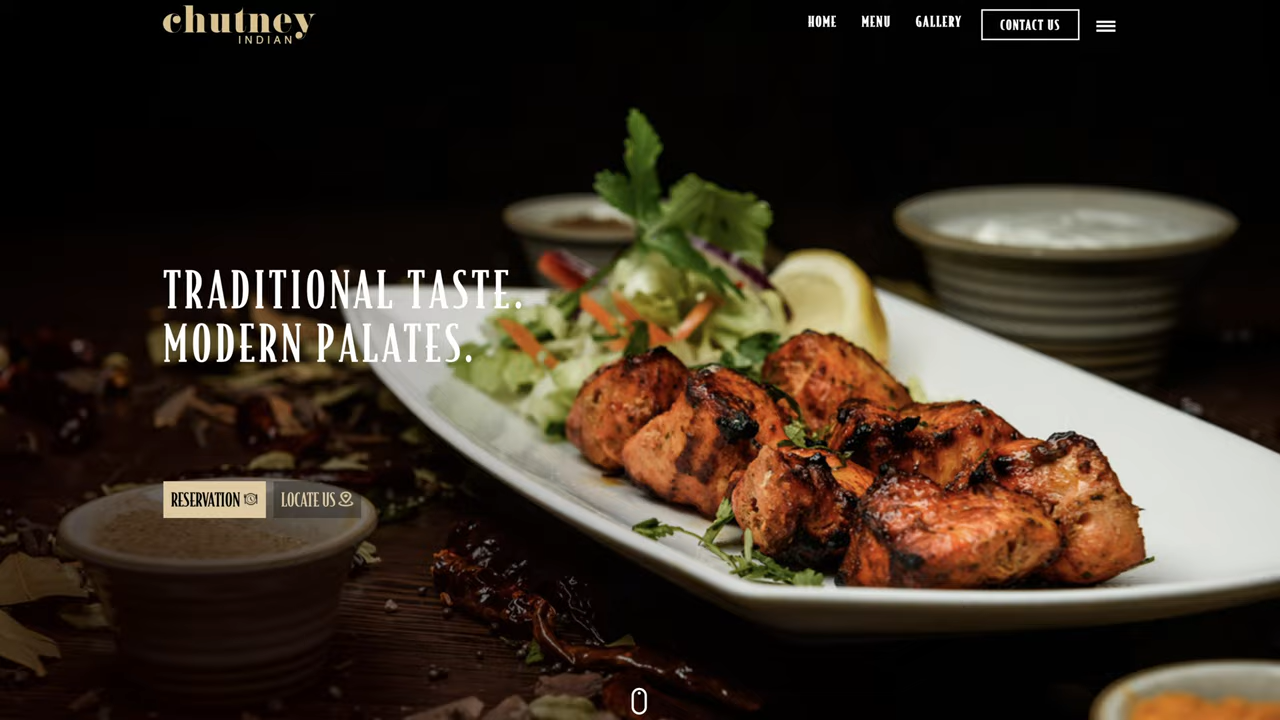 chutney
INDIAN
HOME MENU GALLERY CONTACT US
TRADITIONAL TASTE.
MODERN PALATES.
RESERVATION LOCATE US